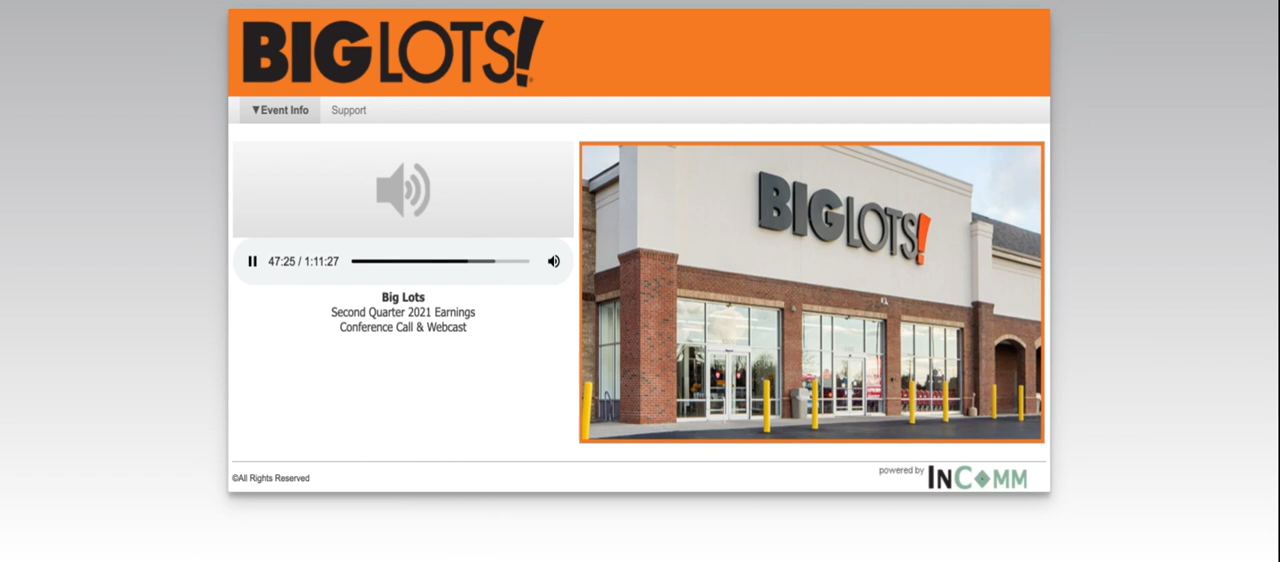 BIG LOTS!
▼Event Info
Support
47:25 / 1:11:27
Big Lots
Second Quarter 2021 Earnings
Conference Call & Webcast
BIG LOTS!
©All Rights Reserved
powered by INCOMM